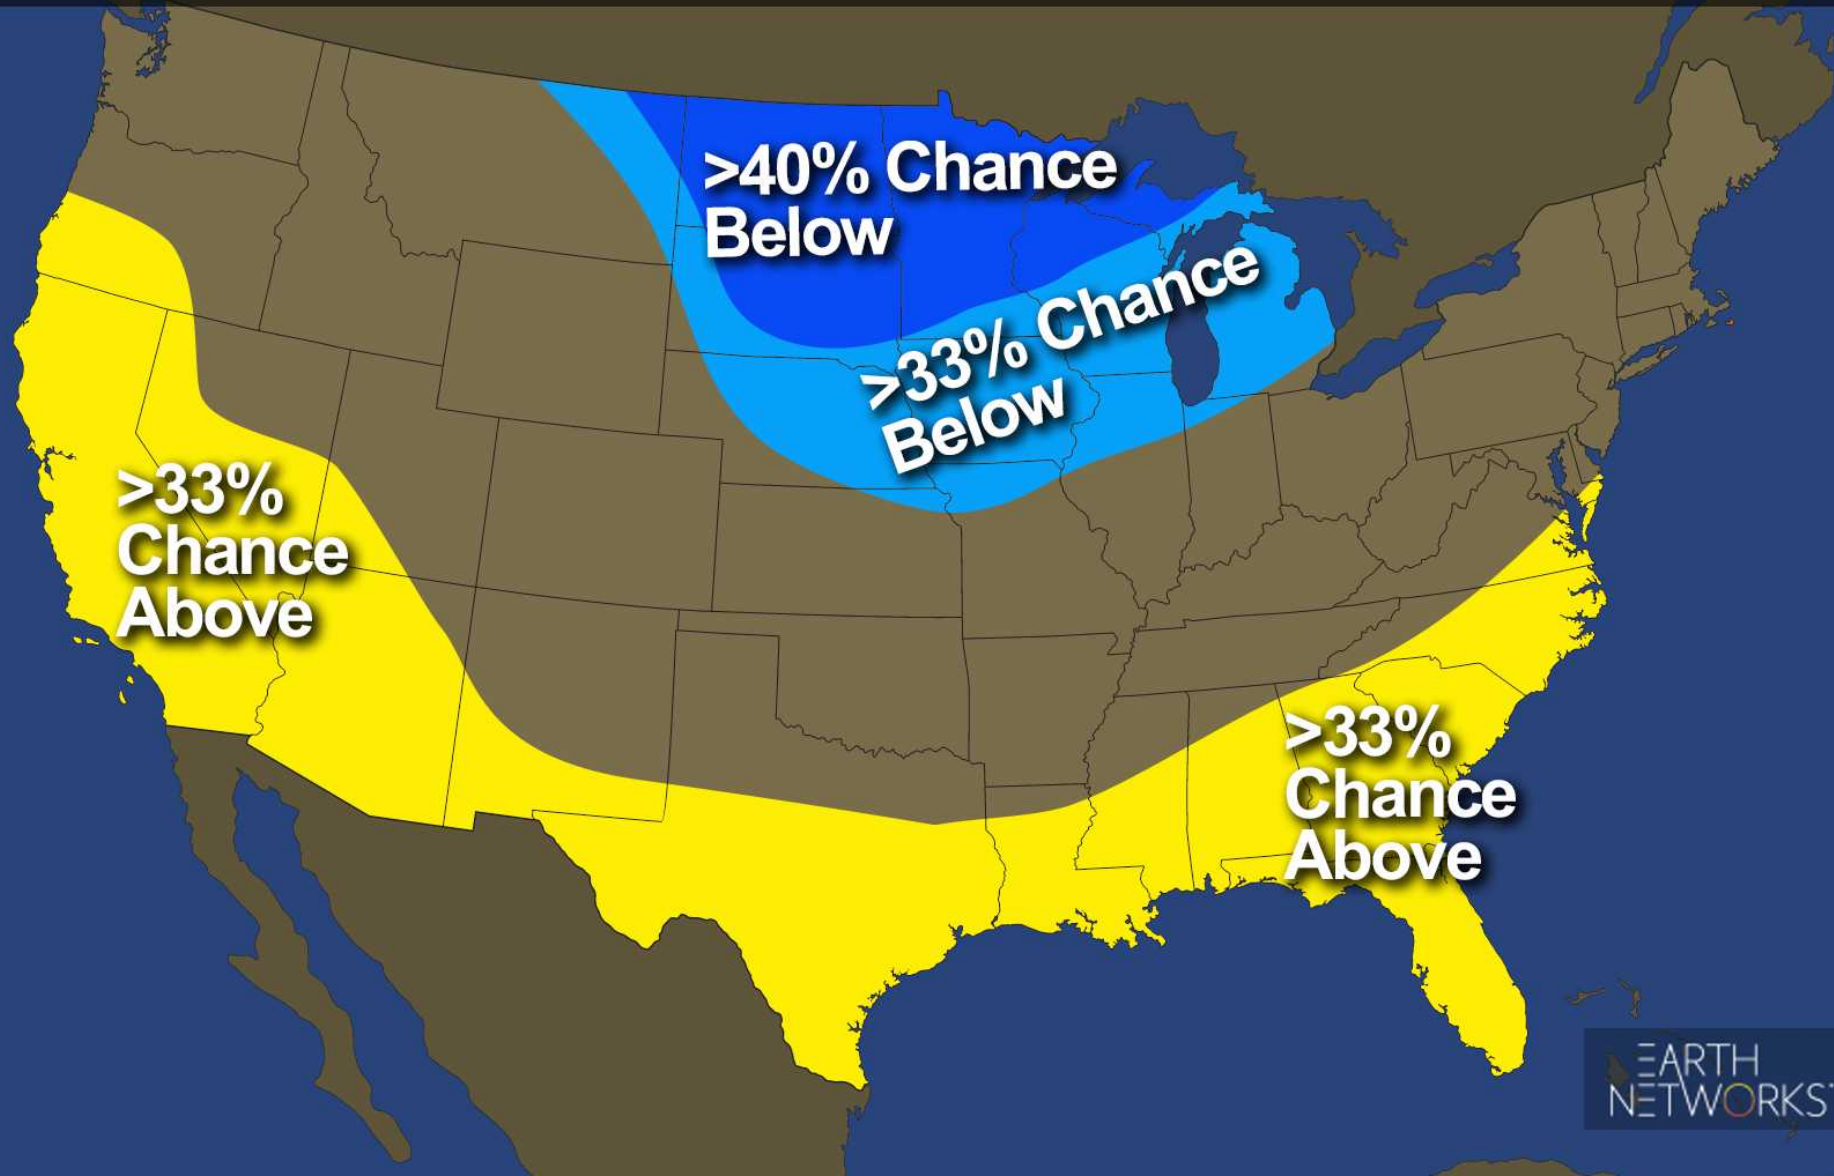 >40% Chance
Below
>33% Chance
Below
>33%
Chance
Above
>33%
Chance
Above
EARTH
NETWORKS